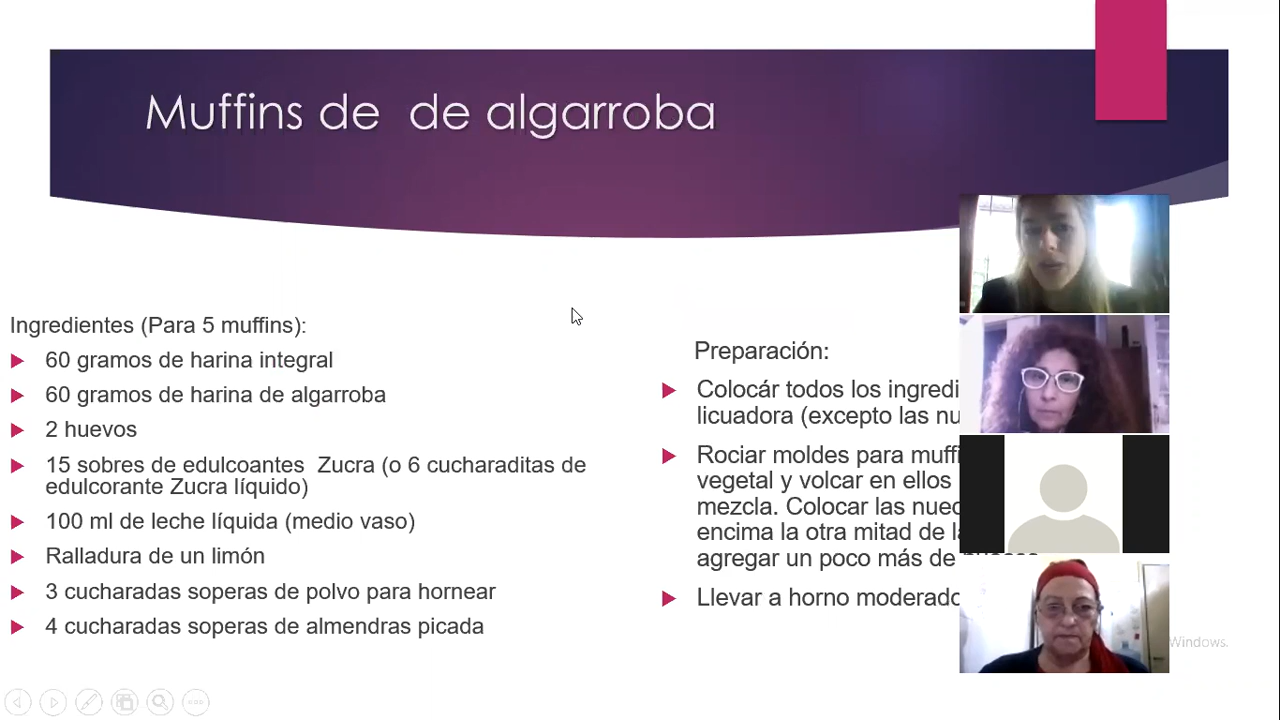 Muffins de  de algarroba
Ingredientes (Para 5 muffins):
60 gramos de harina integral
60 gramos de harina de algarroba
2 huevos
15 sobres de edulcoantes  Zucra (o 6 cucharaditas de
edulcorante Zucra líquido)
100 ml de leche líquida (medio vaso)
Ralladura de un limón
3 cucharadas soperas de polvo para hornear
4 cucharadas soperas de almendras picada
Preparación:
Colocár todos los
licuadora (excepto las
Rociar moldes para
vegetal y volcar en ellos
mezcla. Colocar las
encima la otra mitad de
agregar un poco más de
Llevar a horno moderado
Windows.